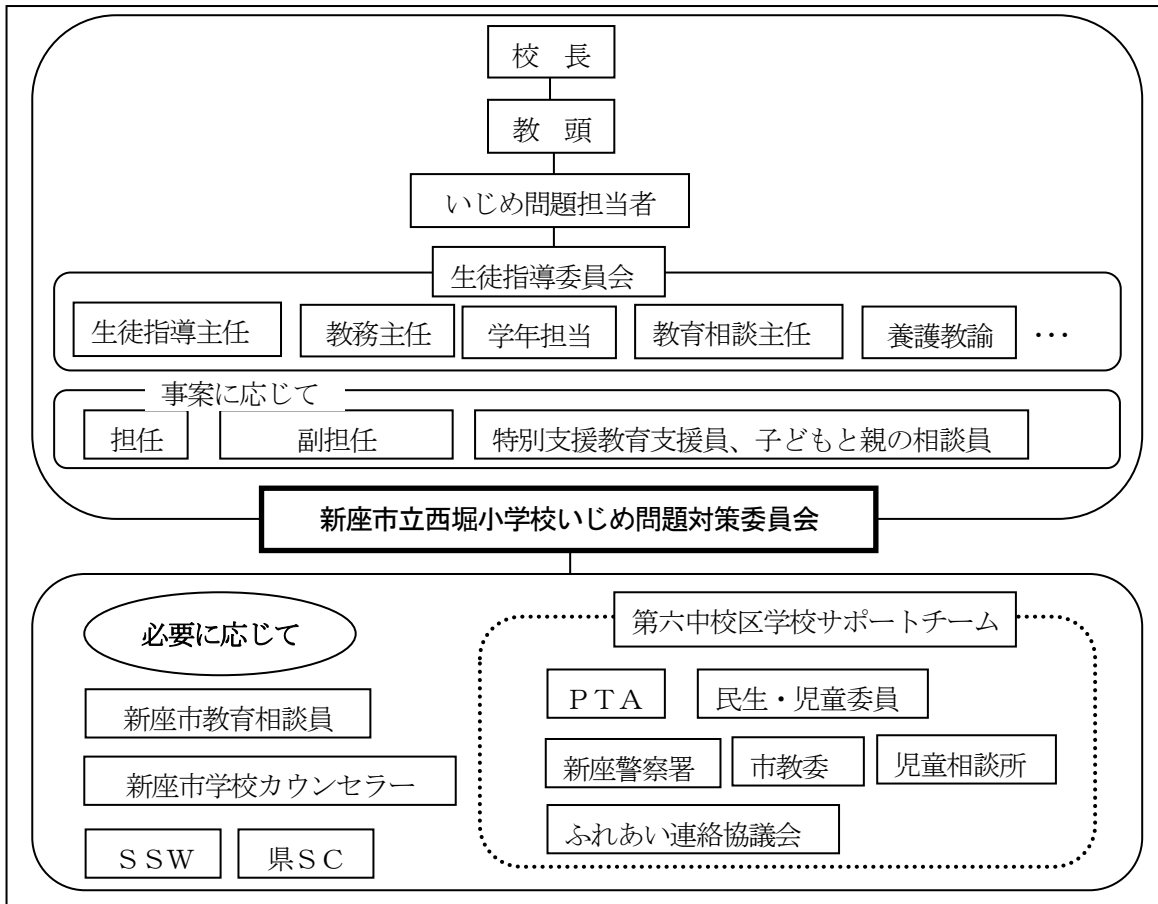 校　長
教　頭
いじめ問題担当者
生徒指導委員会
生徒指導主任
教務主任
学年担当
教育相談主任
養護教諭
…
事案に応じて
担任
副担任
特別支援教育支援員、子どもと親の相談員
新座市立西堀小学校いじめ問題対策委員会
必要に応じて
新座市教育相談員
新座市学校カウンセラー
ＳＳＷ
県ＳＣ
第六中校区学校サポートチーム
ＰＴＡ
民生・児童委員
新座警察署
市教委
児童相談所
ふれあい連絡協議会